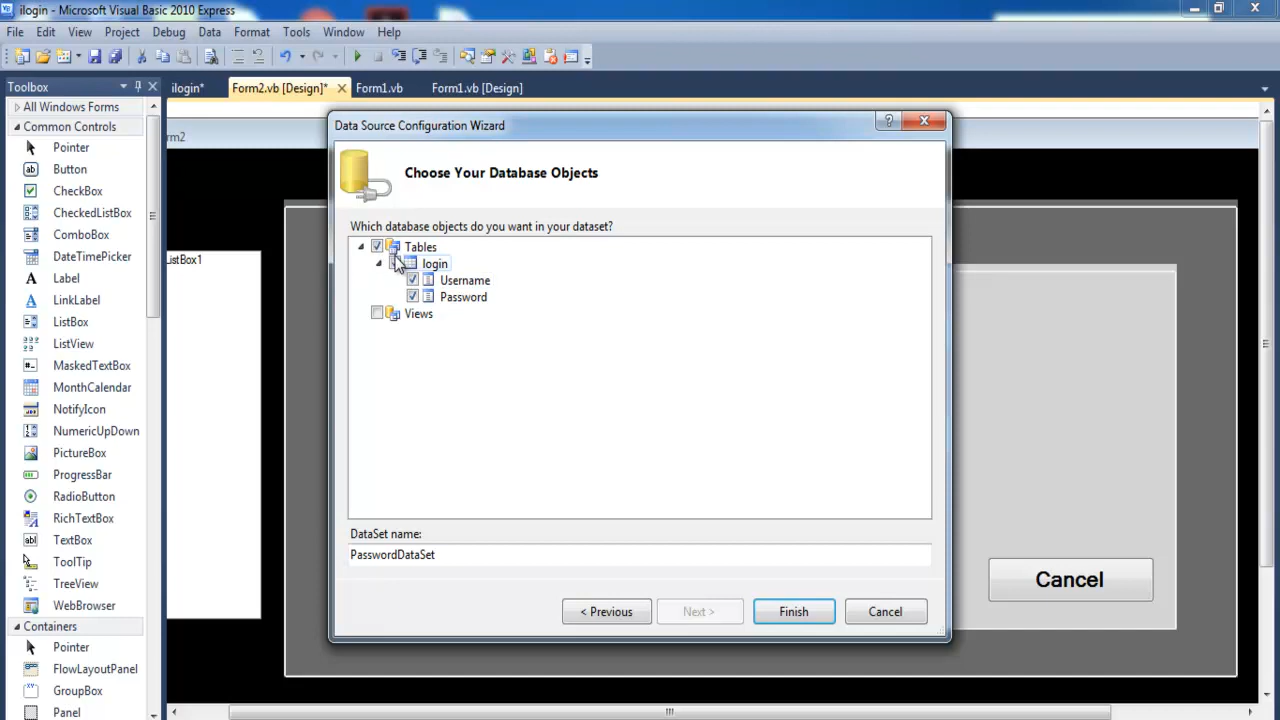 ilogin - Microsoft Visual Basic 2010 Express
File Edit View Project Debug Data Format Tools Window Help
Toolbox
ilogin* Form2.vb [Design]* Form1.vb Form1.vb [Design]
All Windows Forms
Common Controls
Pointer
Button
CheckBox
CheckedListBox
ComboBox
DateTimePicker
Label
LinkLabel
ListBox
ListView
MaskedTextBox
MonthCalendar
NotifyIcon
NumericUpDown
PictureBox
ProgressBar
RadioButton
RichTextBox
TextBox
ToolTip
TreeView
WebBrowser
Containers
Pointer
FlowLayoutPanel
GroupBox
Panel
rm2
istBox1
Data Source Configuration Wizard
Choose Your Database Objects
Which database objects do you want in your dataset?
Tables
login
Username
Password
Views
DataSet name:
PasswordDataSet
< Previous Next > Finish Cancel
Cancel